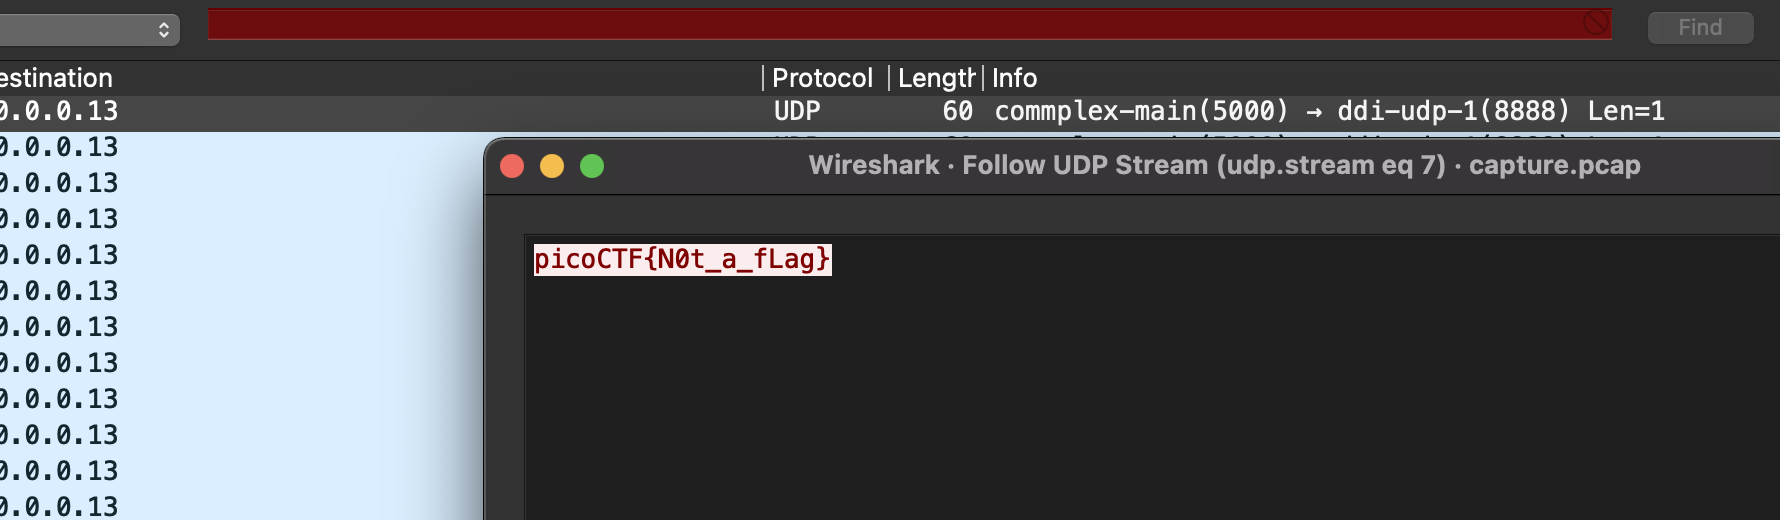 Find
estination Protocol Length Info
0.0.0.13 UDP 60 commplex-main(5000) → ddi-udp-1(8888) Len=1
0.0.0.13
Wireshark · Follow UDP Stream (udp.stream eq 7) · capture.pcap
0.0.0.13
0.0.0.13
0.0.0.13
picoCTF{N0t_a_fLag}
0.0.0.13
0.0.0.13
0.0.0.13
0.0.0.13
0.0.0.13
0.0.0.13
0.0.0.13